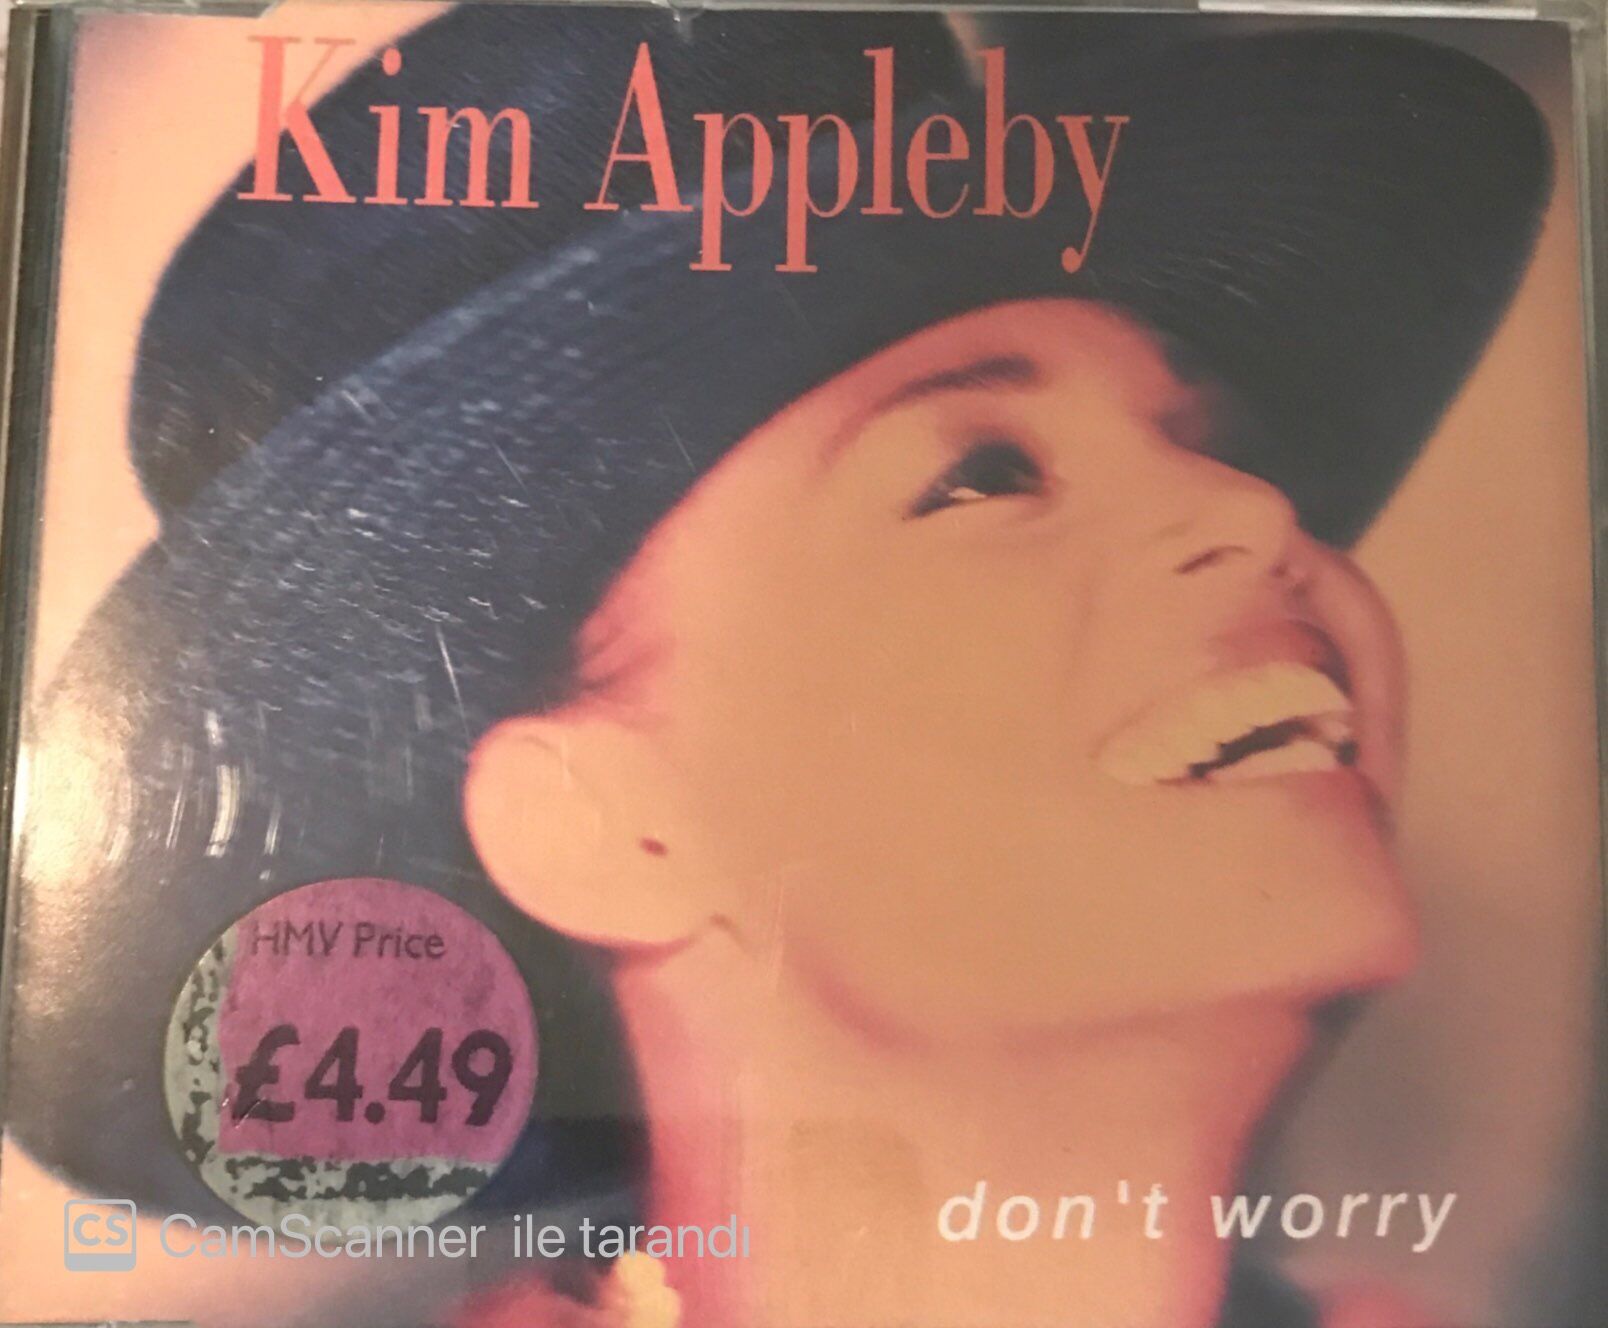 Kim Appleby
HMV Price
£4.49
don't worry
CS CamScanner ile tarandı